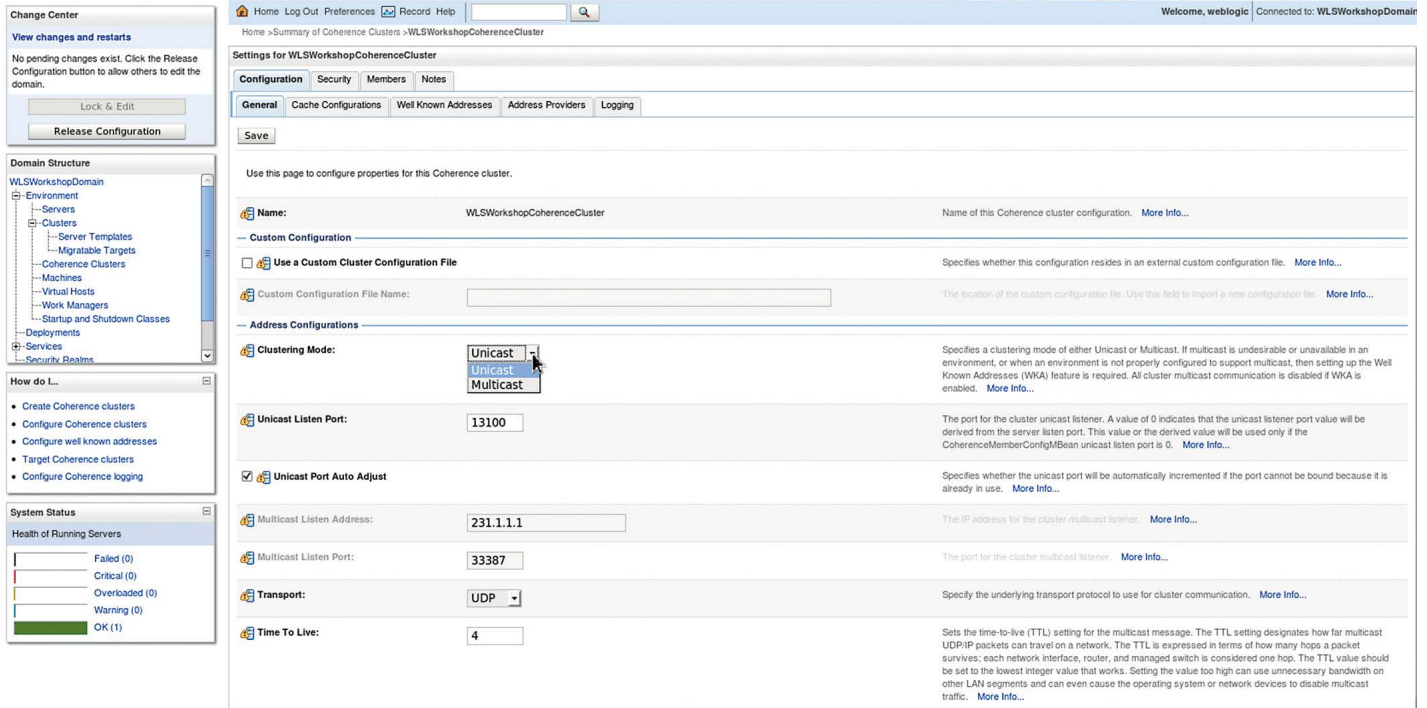 Change Center
View changes and restarts
No pending changes exist. Click the Release
Configuration button to allow others to edit the
domain.
Lock & Edit
Release Configuration
Domain Structure
WLSWorkshopDomain
Environment
Servers
Clusters
Server Templates
Migratable Targets
Coherence Clusters
Machines
Virtual Hosts
Work Managers
Startup and Shutdown Classes
Deployments
Services
Security Realms
How do I...
Create Coherence clusters
Configure Coherence clusters
Configure well known addresses
Target Coherence clusters
Configure Coherence logging
System Status
Health of Running Servers
Failed (0)
Critical (0)
Overloaded (0)
Warning (0)
OK (1)
Home Log Out Preferences Record Help
Welcome, weblogic Connected to: WLSWorkshopDomain
Home >Summary of Coherence Clusters >WLSWorkshopCoherenceCluster
Settings for WLSWorkshopCoherenceCluster
Configuration Security Members Notes
General Cache Configurations Well Known Addresses Address Providers Logging
Save
Use this page to configure properties for this Coherence cluster.
Name: WLSWorkshopCoherenceCluster Name of this Coherence cluster configuration. More Info...
Custom Configuration
Use a Custom Cluster Configuration File Specifies whether this configuration resides in an external custom configuration file. More Info...
Custom Configuration File Name: The location of the custom configuration file. Use this field to import a new configuration file. More Info...
Address Configurations
Clustering Mode: Unicast
Unicast
Multicast
Specifies a clustering mode of either Unicast or Multicast. If multicast is undesirable or unavailable in an
environment, or when an environment is not properly configured to support multicast, then setting up the Well
Known Addresses (WKA) feature is required. All cluster multicast communication is disabled if WKA is
enabled. More Info...
Unicast Listen Port: 13100
The port for the cluster unicast listener. A value of 0 indicates that the unicast listener port value will be
derived from the server listen port. This value or the derived value will be used only if the
CoherenceMemberConfigMBean unicast listen port is 0. More Info...
Unicast Port Auto Adjust
Specifies whether the unicast port will be automatically incremented if the port cannot be bound because it is
already in use. More Info...
Multicast Listen Address: 231.1.1.1 The IP address for the cluster multicast listener. More Info...
Multicast Listen Port: 33387 The port for the cluster multicast listener. More Info...
Transport: UDP Specify the underlying transport protocol to use for cluster communication. More Info...
Time To Live: 4
Sets the time-to-live (TTL) setting for the multicast message. The TTL setting designates how far multicast
UDP/IP packets can travel on a network. The TTL is expressed in terms of how many hops a packet
survives; each network interface, router, and managed switch is considered one hop. The TTL value should
be set to the lowest integer value that works. Setting the value too high can use unnecessary bandwidth on
other LAN segments and can even cause the operating system or network devices to disable multicast
traffic. More Info...